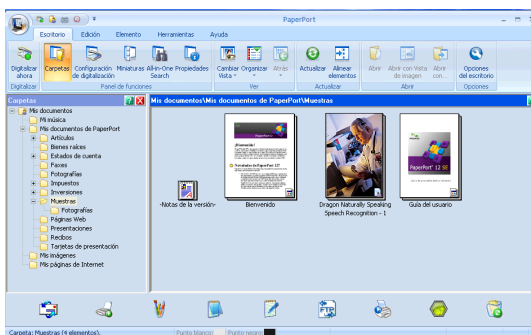 PaperPort
Escritorio Edición Elemento Herramientas Ayuda
Digitalizar ahora
Carpetas
Configuración de digitalización
Miniaturas
All-in-One Search
Propiedades
Cambiar Vista
Organizar
Atrás
Actualizar
Alinear elementos
Abrir
Abrir con Vista de imagen
Abrir con...
Opciones del escritorio
Digitalizar Panel de funciones Ver Actualizar Abrir Opciones
Carpetas
Mis documentos\Mis documentos de PaperPort\Muestras
Mis documentos
Mi música
Mis documentos de PaperPort
Artículos
Bienes raíces
Estados de cuenta
Faxes
Fotografías
Impuestos
Inversiones
Muestras
Fotografías
Páginas Web
Presentaciones
Recibos
Tarjetas de presentación
Mis imágenes
Mis páginas de Internet
¡Bienvenido!
PaperPort 12 SE
-Notas de la versión-
Bienvenido
Dragon Naturally Speaking
Speech Recognition - 1
Guía del usuario
FTP
Carpeta: Muestras (4 elementos).
Punto blanco:
Punto negro: